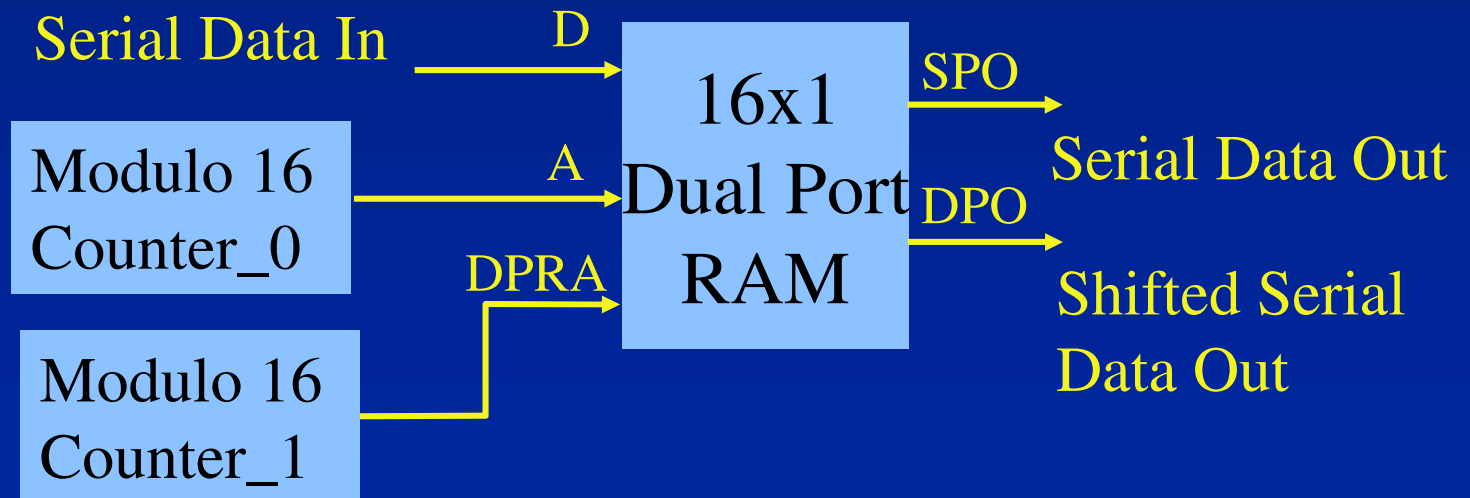 Serial Data In
D
Modulo 16
Counter_0
A
DPRA
Modulo 16
Counter_1
16x1
Dual Port
RAM
SPO
Serial Data Out
DPO
Shifted Serial
Data Out